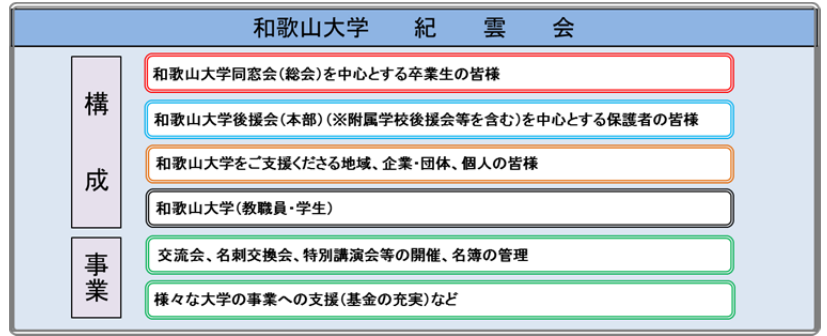 和歌山大学 紀 雲 会
構成
和歌山大学同窓会(総会)を中心とする卒業生の皆様
和歌山大学後援会(本部)(※附属学校後援会等を含む)を中心とする保護者の皆様
和歌山大学をご支援くださる地域、企業・団体、個人の皆様
和歌山大学(教職員・学生)
事業
交流会、名刺交換会、特別講演会等の開催、名簿の管理
様々な大学の事業への支援(基金の充実)など